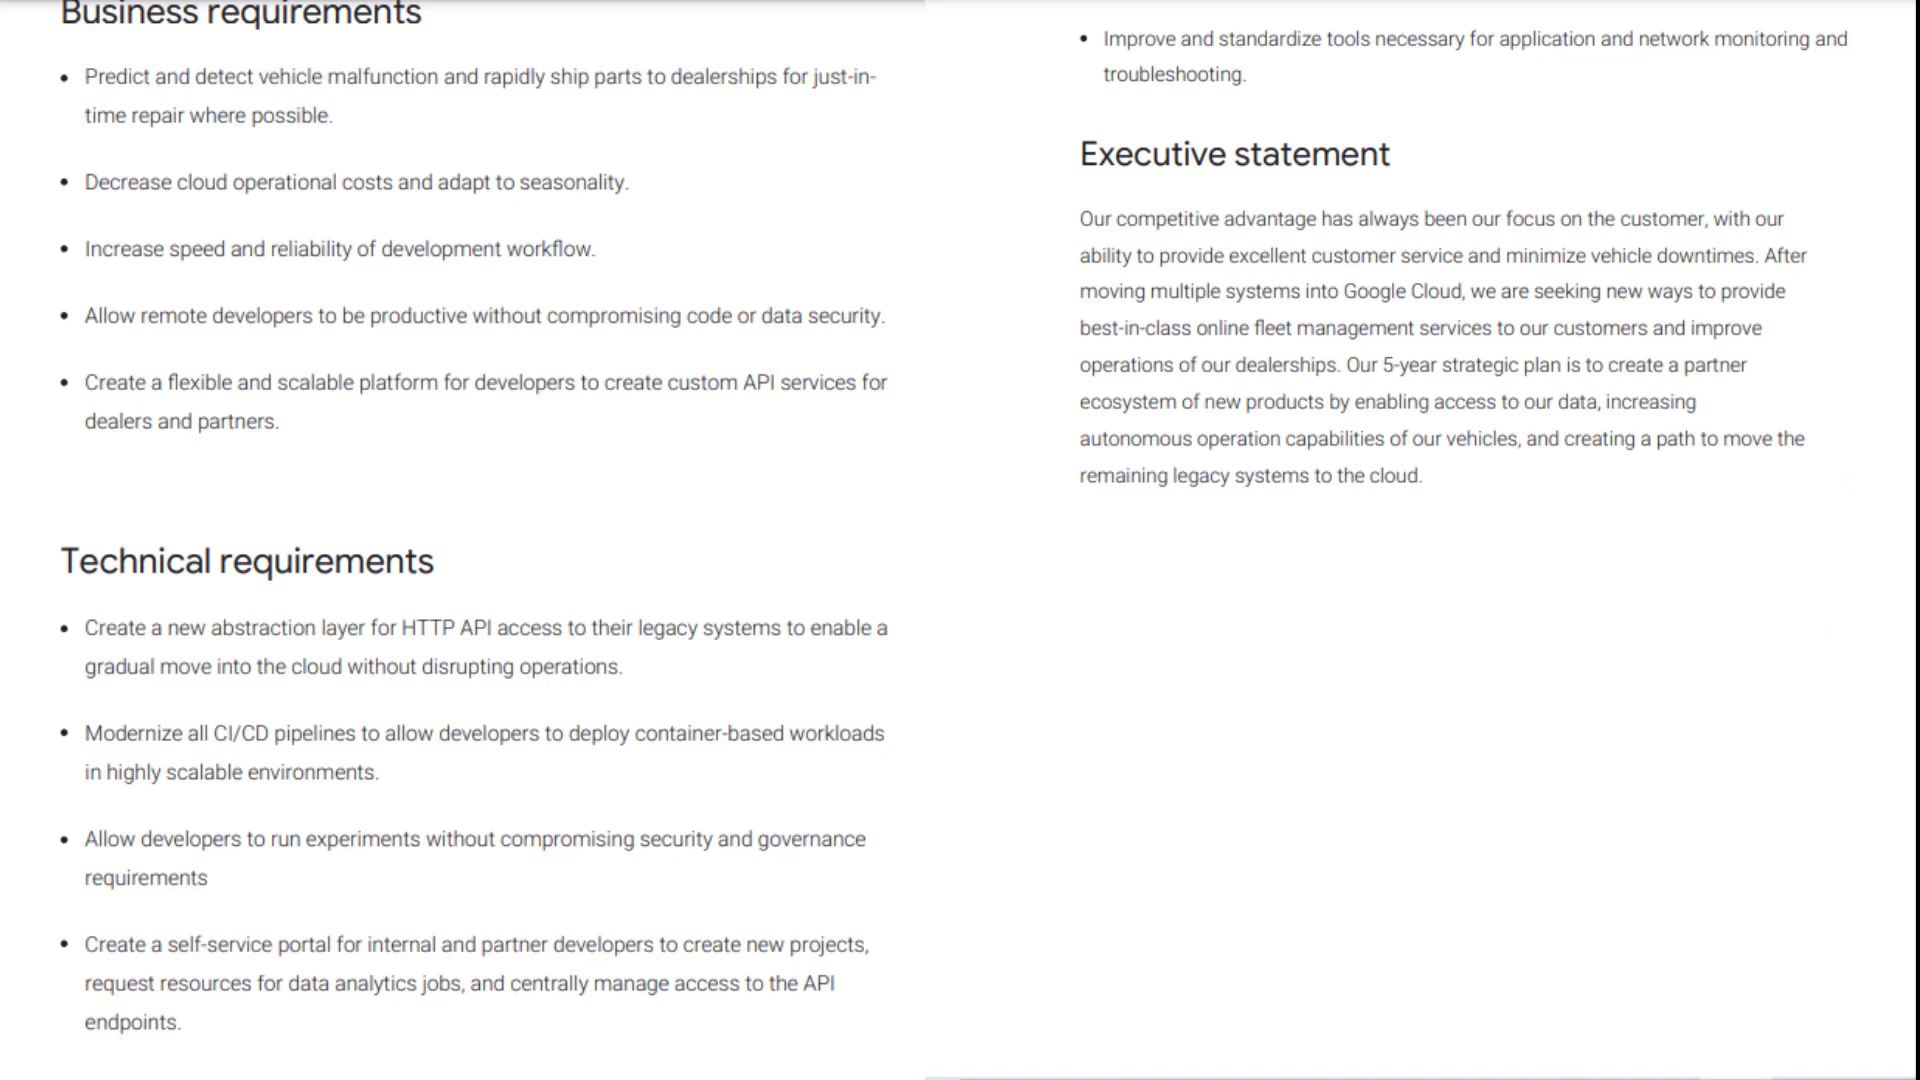 Business requirements
• Predict and detect vehicle malfunction and rapidly ship parts to dealerships for just-in-
time repair where possible.
• Decrease cloud operational costs and adapt to seasonality.
• Increase speed and reliability of development workflow.
• Allow remote developers to be productive without compromising code or data security.
• Create a flexible and scalable platform for developers to create custom API services for
dealers and partners.
Technical requirements
• Create a new abstraction layer for HTTP API access to their legacy systems to enable a
gradual move into the cloud without disrupting operations.
• Modernize all CI/CD pipelines to allow developers to deploy container-based workloads
in highly scalable environments.
• Allow developers to run experiments without compromising security and governance
requirements
• Create a self-service portal for internal and partner developers to create new projects,
request resources for data analytics jobs, and centrally manage access to the API
endpoints.
• Improve and standardize tools necessary for application and network monitoring and
troubleshooting.
Executive statement
Our competitive advantage has always been our focus on the customer, with our
ability to provide excellent customer service and minimize vehicle downtimes. After
moving multiple systems into Google Cloud, we are seeking new ways to provide
best-in-class online fleet management services to our customers and improve
operations of our dealerships. Our 5-year strategic plan is to create a partner
ecosystem of new products by enabling access to our data, increasing
autonomous operation capabilities of our vehicles, and creating a path to move the
remaining legacy systems to the cloud.